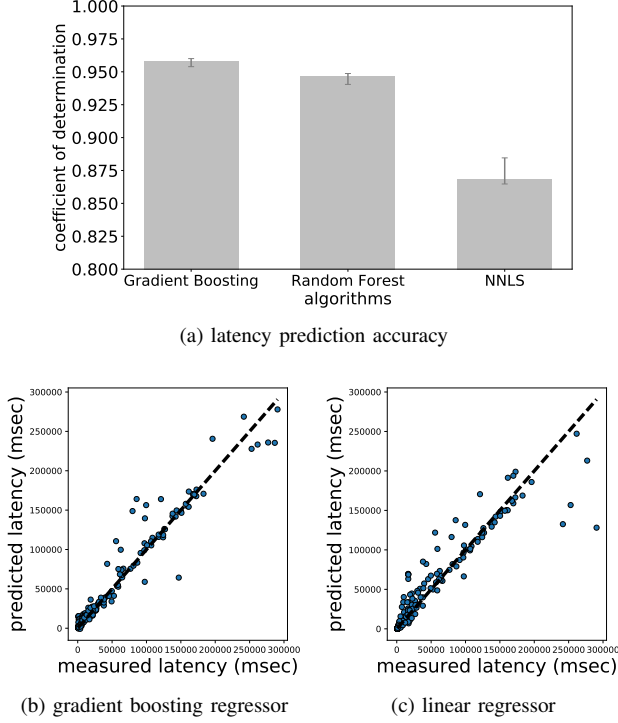 1.000
0.975
0.950
0.925
0.900
0.875
0.850
0.825
0.800
coefficient of determination
Gradient Boosting Random Forest NNLS
algorithms
(a) latency prediction accuracy
300000
250000
200000
150000
100000
50000
0
predicted latency (msec)
0 50000 100000 150000 200000 250000 300000
measured latency (msec)
(b) gradient boosting regressor
300000
250000
200000
150000
100000
50000
0
predicted latency (msec)
0 50000 100000 150000 200000 250000 300000
measured latency (msec)
(c) linear regressor